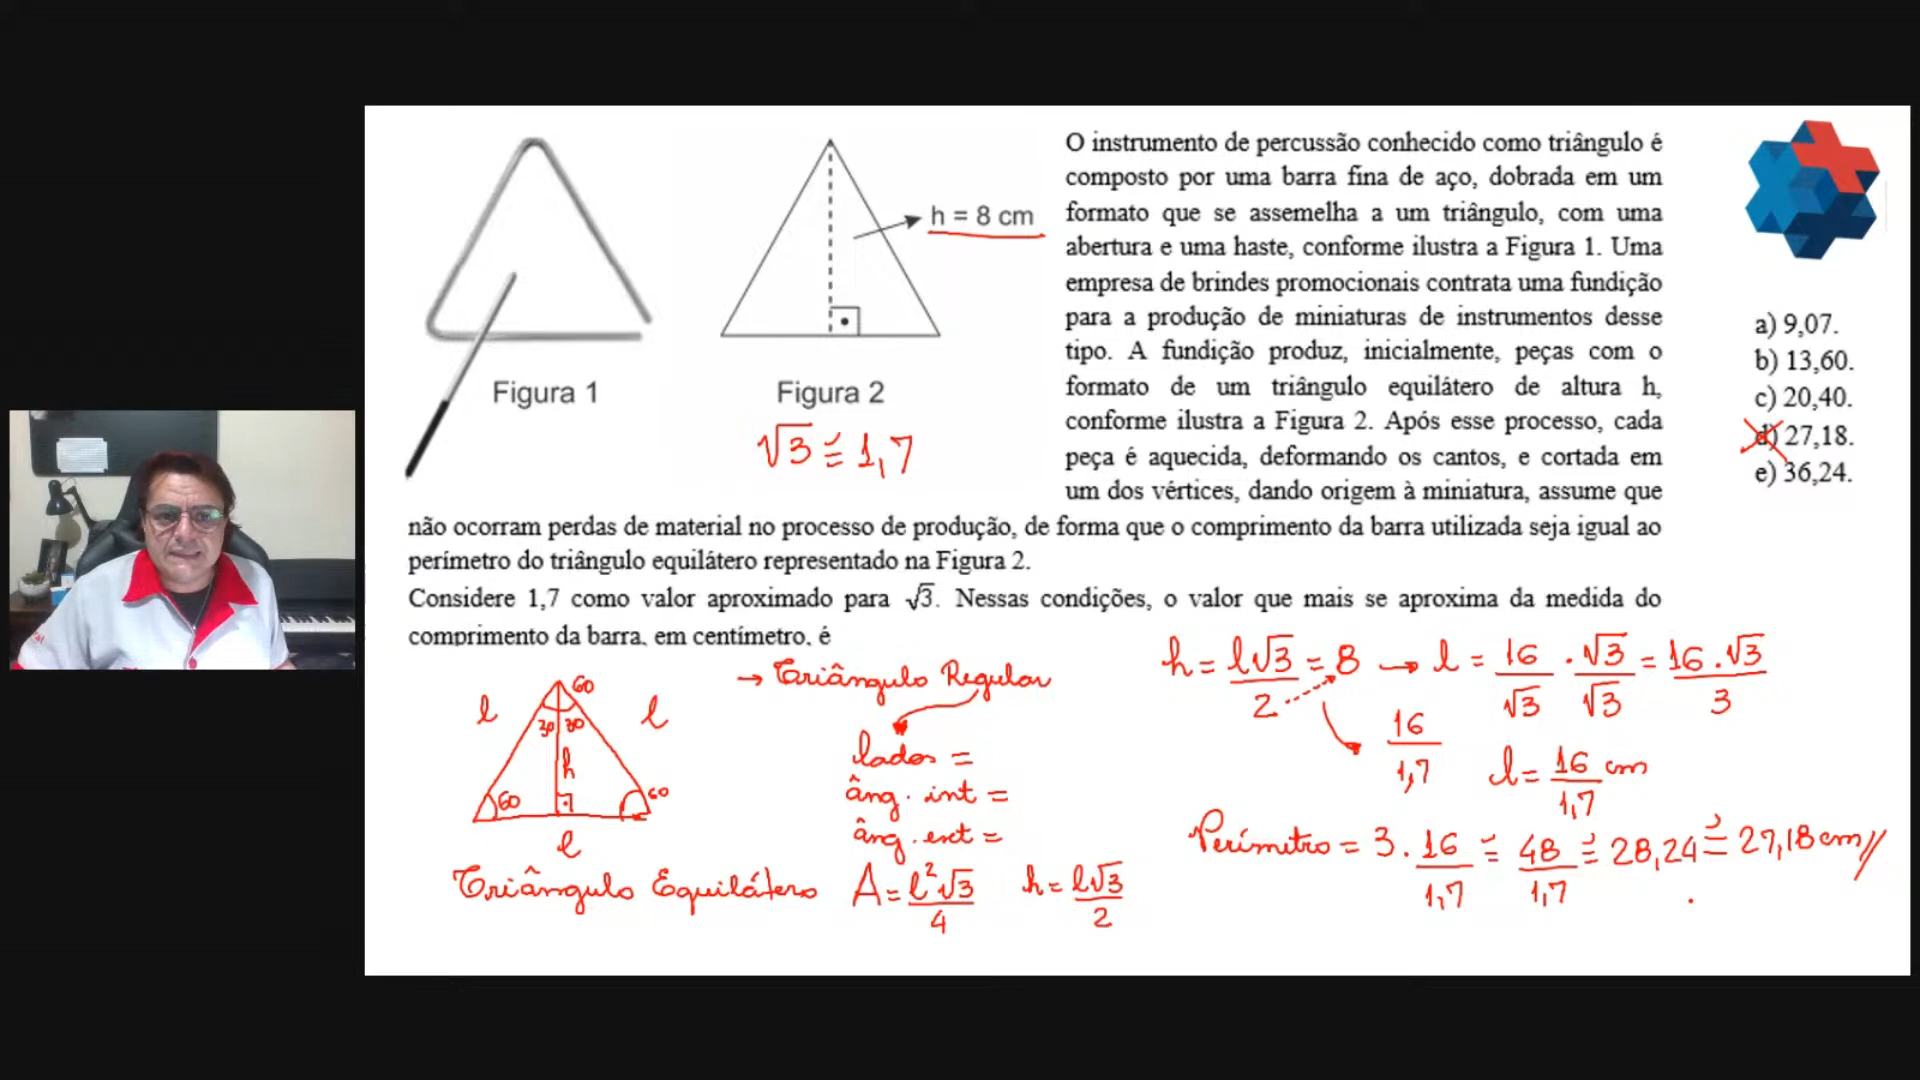 h = 8 cm
Figura 1
Figura 2
√3 ≅ 1,7
O instrumento de percussão conhecido como triângulo é
composto por uma barra fina de aço, dobrada em um
formato que se assemelha a um triângulo, com uma
abertura e uma haste, conforme ilustra a Figura 1. Uma
empresa de brindes promocionais contrata uma fundição
para a produção de miniaturas de instrumentos desse
tipo. A fundição produz, inicialmente, peças com o
formato de um triângulo equilátero de altura h,
conforme ilustra a Figura 2. Após esse processo, cada
peça é aquecida, deformando os cantos, e cortada em
um dos vértices, dando origem à miniatura, assume que
não ocorram perdas de material no processo de produção, de forma que o comprimento da barra utilizada seja igual ao
perímetro do triângulo equilátero representado na Figura 2.
Considere 1,7 como valor aproximado para √3. Nessas condições, o valor que mais se aproxima da medida do
comprimento da barra, em centímetro, é
a) 9,07.
b) 13,60.
c) 20,40.
d) 27,18.
e) 36,24.
60
l
l
30 30
h
60
60
l
→ Triângulo Regular
lados =
âng. int =
âng. ext =
Triângulo Equilátero A = l²√3/4 h = l√3/2
h = l√3/2 = 8 → l = 16/√3 · √3/√3 = 16·√3/3
16/1,7
l = 16/1,7 cm
Perímetro = 3 · 16/1,7 ≅ 48/1,7 ≅ 28,24 ≅ 27,18 cm//